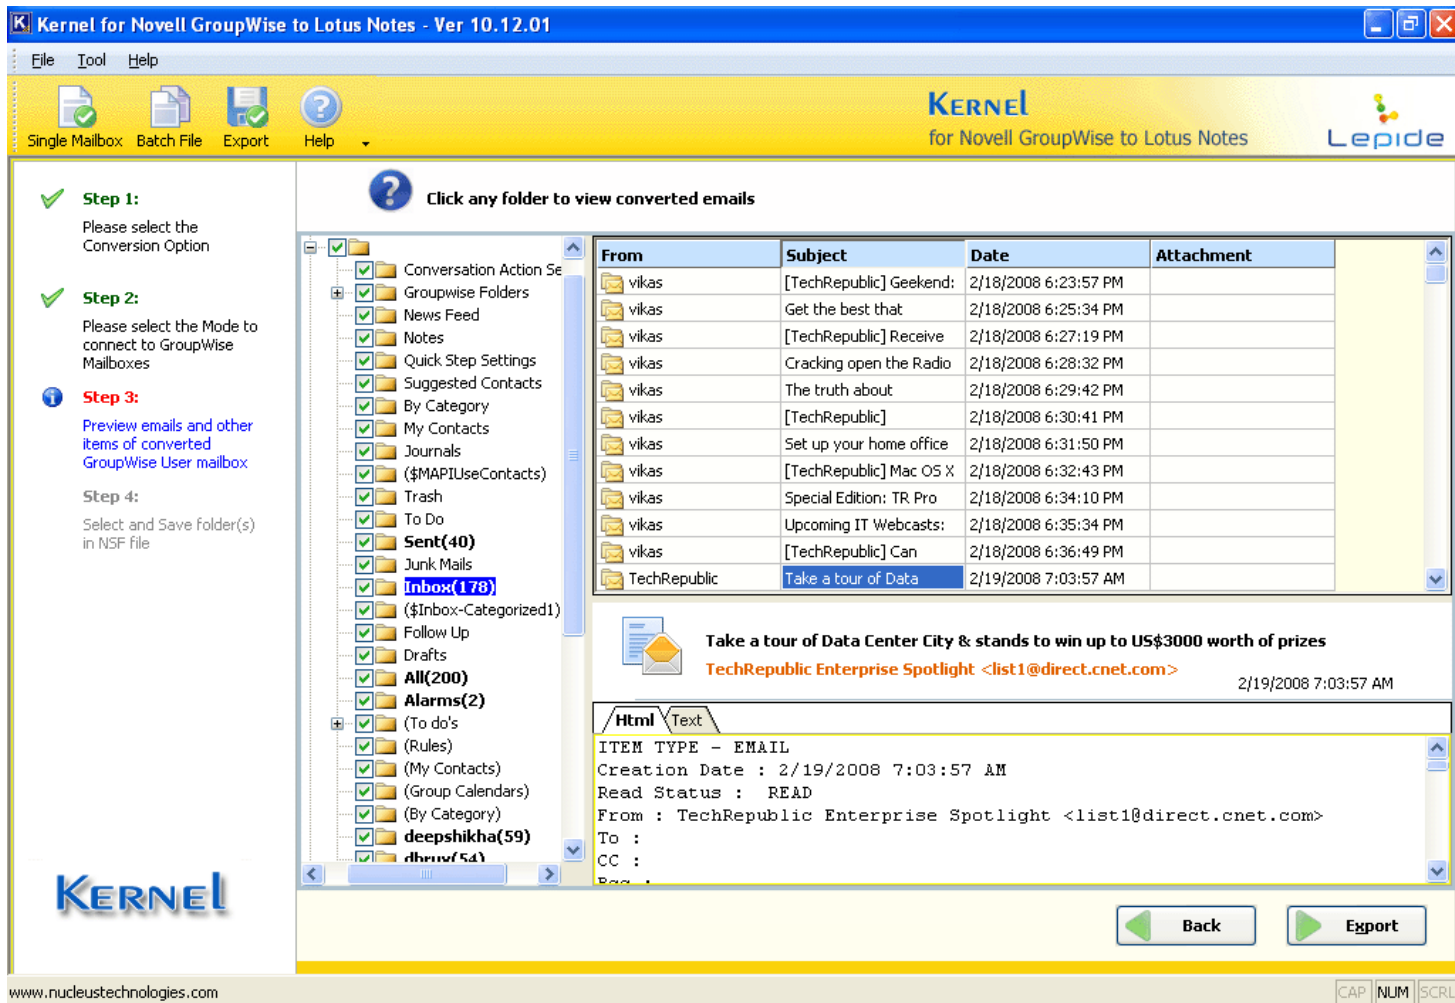 Kernel for Novell GroupWise to Lotus Notes - Ver 10.12.01
File Tool Help
Single Mailbox Batch File Export Help
KERNEL
for Novell GroupWise to Lotus Notes
Lepide
Step 1:
Please select the
Conversion Option
Step 2:
Please select the Mode to
connect to GroupWise
Mailboxes
Step 3:
Preview emails and other
items of converted
GroupWise User mailbox
Step 4:
Select and Save folder(s)
in NSF file
KERNEL
Click any folder to view converted emails
Conversation Action Se
Groupwise Folders
News Feed
Notes
Quick Step Settings
Suggested Contacts
By Category
My Contacts
Journals
($MAPIUseContacts)
Trash
To Do
Sent(40)
Junk Mails
Inbox(178)
($Inbox-Categorized1)
Follow Up
Drafts
All(200)
Alarms(2)
(To do's
(Rules)
(My Contacts)
(Group Calendars)
(By Category)
deepshikha(59)
dhruv(54)
From Subject Date Attachment
vikas [TechRepublic] Geekend: 2/18/2008 6:23:57 PM
vikas Get the best that 2/18/2008 6:25:34 PM
vikas [TechRepublic] Receive 2/18/2008 6:27:19 PM
vikas Cracking open the Radio 2/18/2008 6:28:32 PM
vikas The truth about 2/18/2008 6:29:42 PM
vikas [TechRepublic] 2/18/2008 6:30:41 PM
vikas Set up your home office 2/18/2008 6:31:50 PM
vikas [TechRepublic] Mac OS X 2/18/2008 6:32:43 PM
vikas Special Edition: TR Pro 2/18/2008 6:34:10 PM
vikas Upcoming IT Webcasts: 2/18/2008 6:35:34 PM
vikas [TechRepublic] Can 2/18/2008 6:36:49 PM
TechRepublic Take a tour of Data 2/19/2008 7:03:57 AM
Take a tour of Data Center City & stands to win up to US$3000 worth of prizes
TechRepublic Enterprise Spotlight <list1@direct.cnet.com>
2/19/2008 7:03:57 AM
Html Text
ITEM TYPE - EMAIL
Creation Date : 2/19/2008 7:03:57 AM
Read Status : READ
From : TechRepublic Enterprise Spotlight <list1@direct.cnet.com>
To :
CC :
Back Export
www.nucleustechnologies.com
CAP NUM SCRL